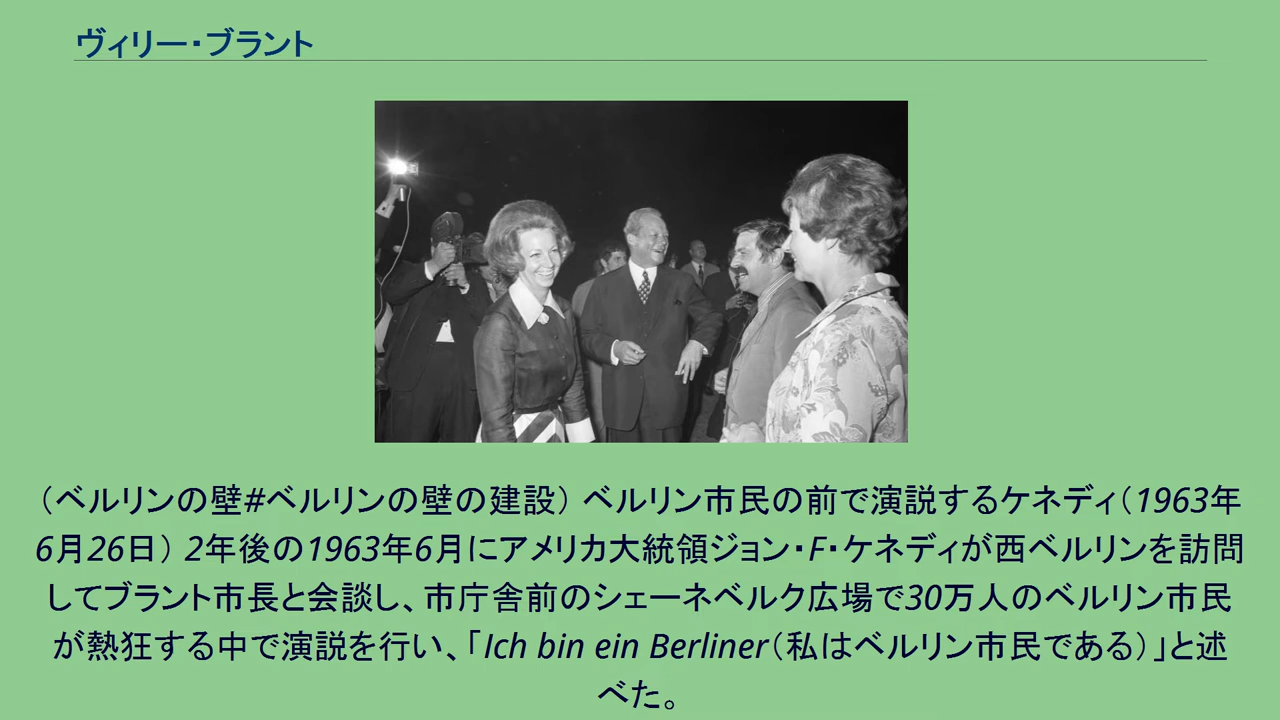 ヴィリー・ブラント
（ベルリンの壁#ベルリンの壁の建設） ベルリン市民の前で演説するケネディ（1963年
6月26日） 2年後の1963年6月にアメリカ大統領ジョン・F・ケネディが西ベルリンを訪問
してブラント市長と会談し、市庁舎前のシェーネベルク広場で30万人のベルリン市民
が熱狂する中で演説を行い、「Ich bin ein Berliner（私はベルリン市民である）」と述
べた。